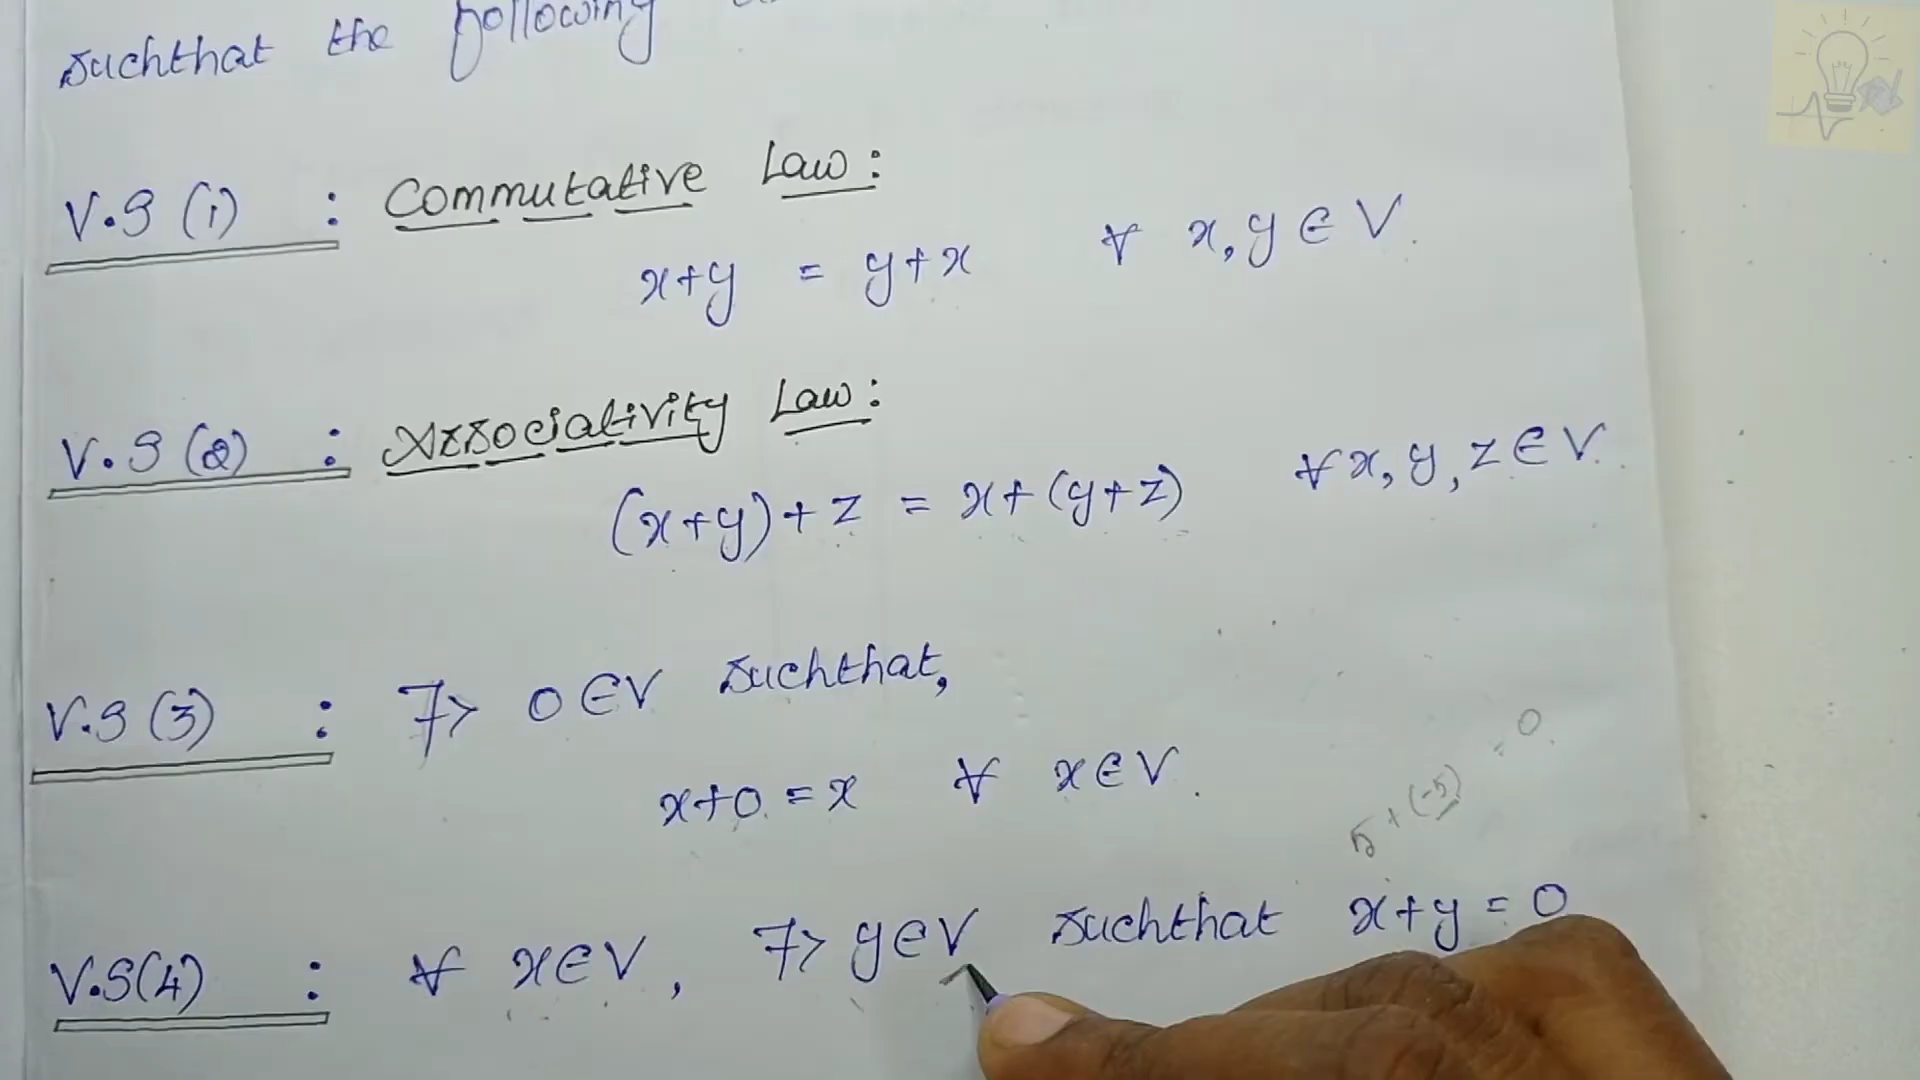 suchthat the following
V.S (1) : Commutative Law:
x+y = y+x ∀ x, y ∈ V.
V.S (2) : Associativity Law:
(x+y)+z = x+(y+z) ∀ x, y, z ∈ V.
V.S (3) : ∃ 0 ∈ V suchthat,
x+0 = x ∀ x ∈ V.
5 + (-5) = 0
V.S(4) : ∀ x ∈ V, ∃ y ∈ V suchthat x+y = 0